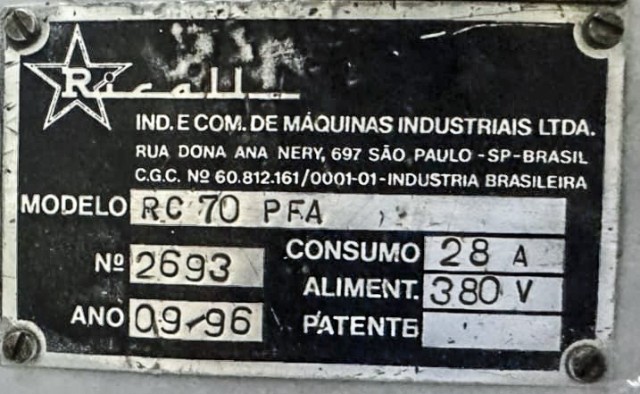 Ricall
IND. E COM. DE MÁQUINAS INDUSTRIAIS LTDA.
RUA DONA ANA NERY, 697 SÃO PAULO - SP - BRASIL
C.G.C. Nº 60.812.161/0001-01 - INDUSTRIA BRASILEIRA
MODELO RC 70 PFA
Nº 2693 CONSUMO 28 A
ALIMENT. 380 V
ANO 09-96 PATENTE